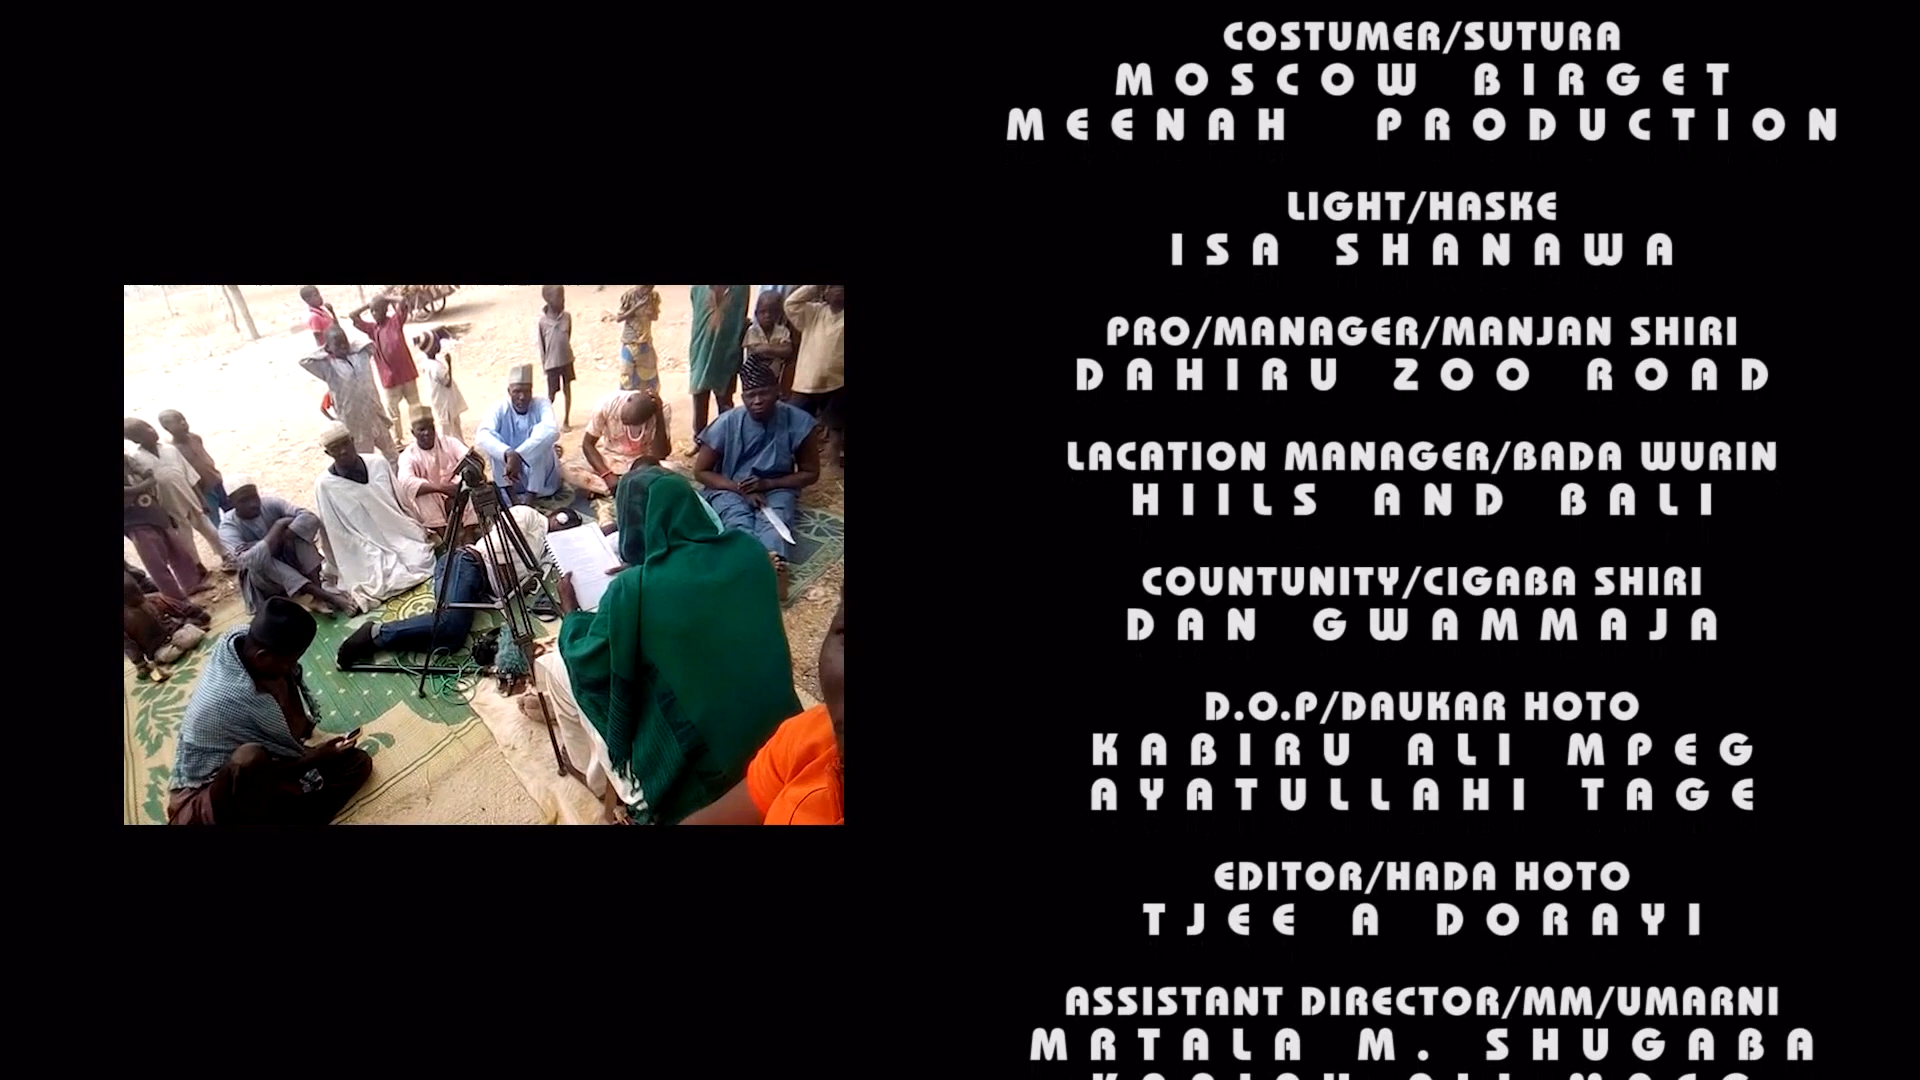 COSTUMER/SUTURA
MOSCOW BIRGET
MEENAH PRODUCTION
LIGHT/HASKE
ISA SHANAWA
PRO/MANAGER/MANJAN SHIRI
DAHIRU ZOO ROAD
LACATION MANAGER/BADA WURIN
HIILS AND BALI
COUNTUNITY/CIGABA SHIRI
DAN GWAMMAJA
D.O.P/DAUKAR HOTO
KABIRU ALI MPEG
AYATULLAHI TAGE
EDITOR/HADA HOTO
TJEE A DORAYI
ASSISTANT DIRECTOR/MM/UMARNI
MRTALA M. SHUGABA